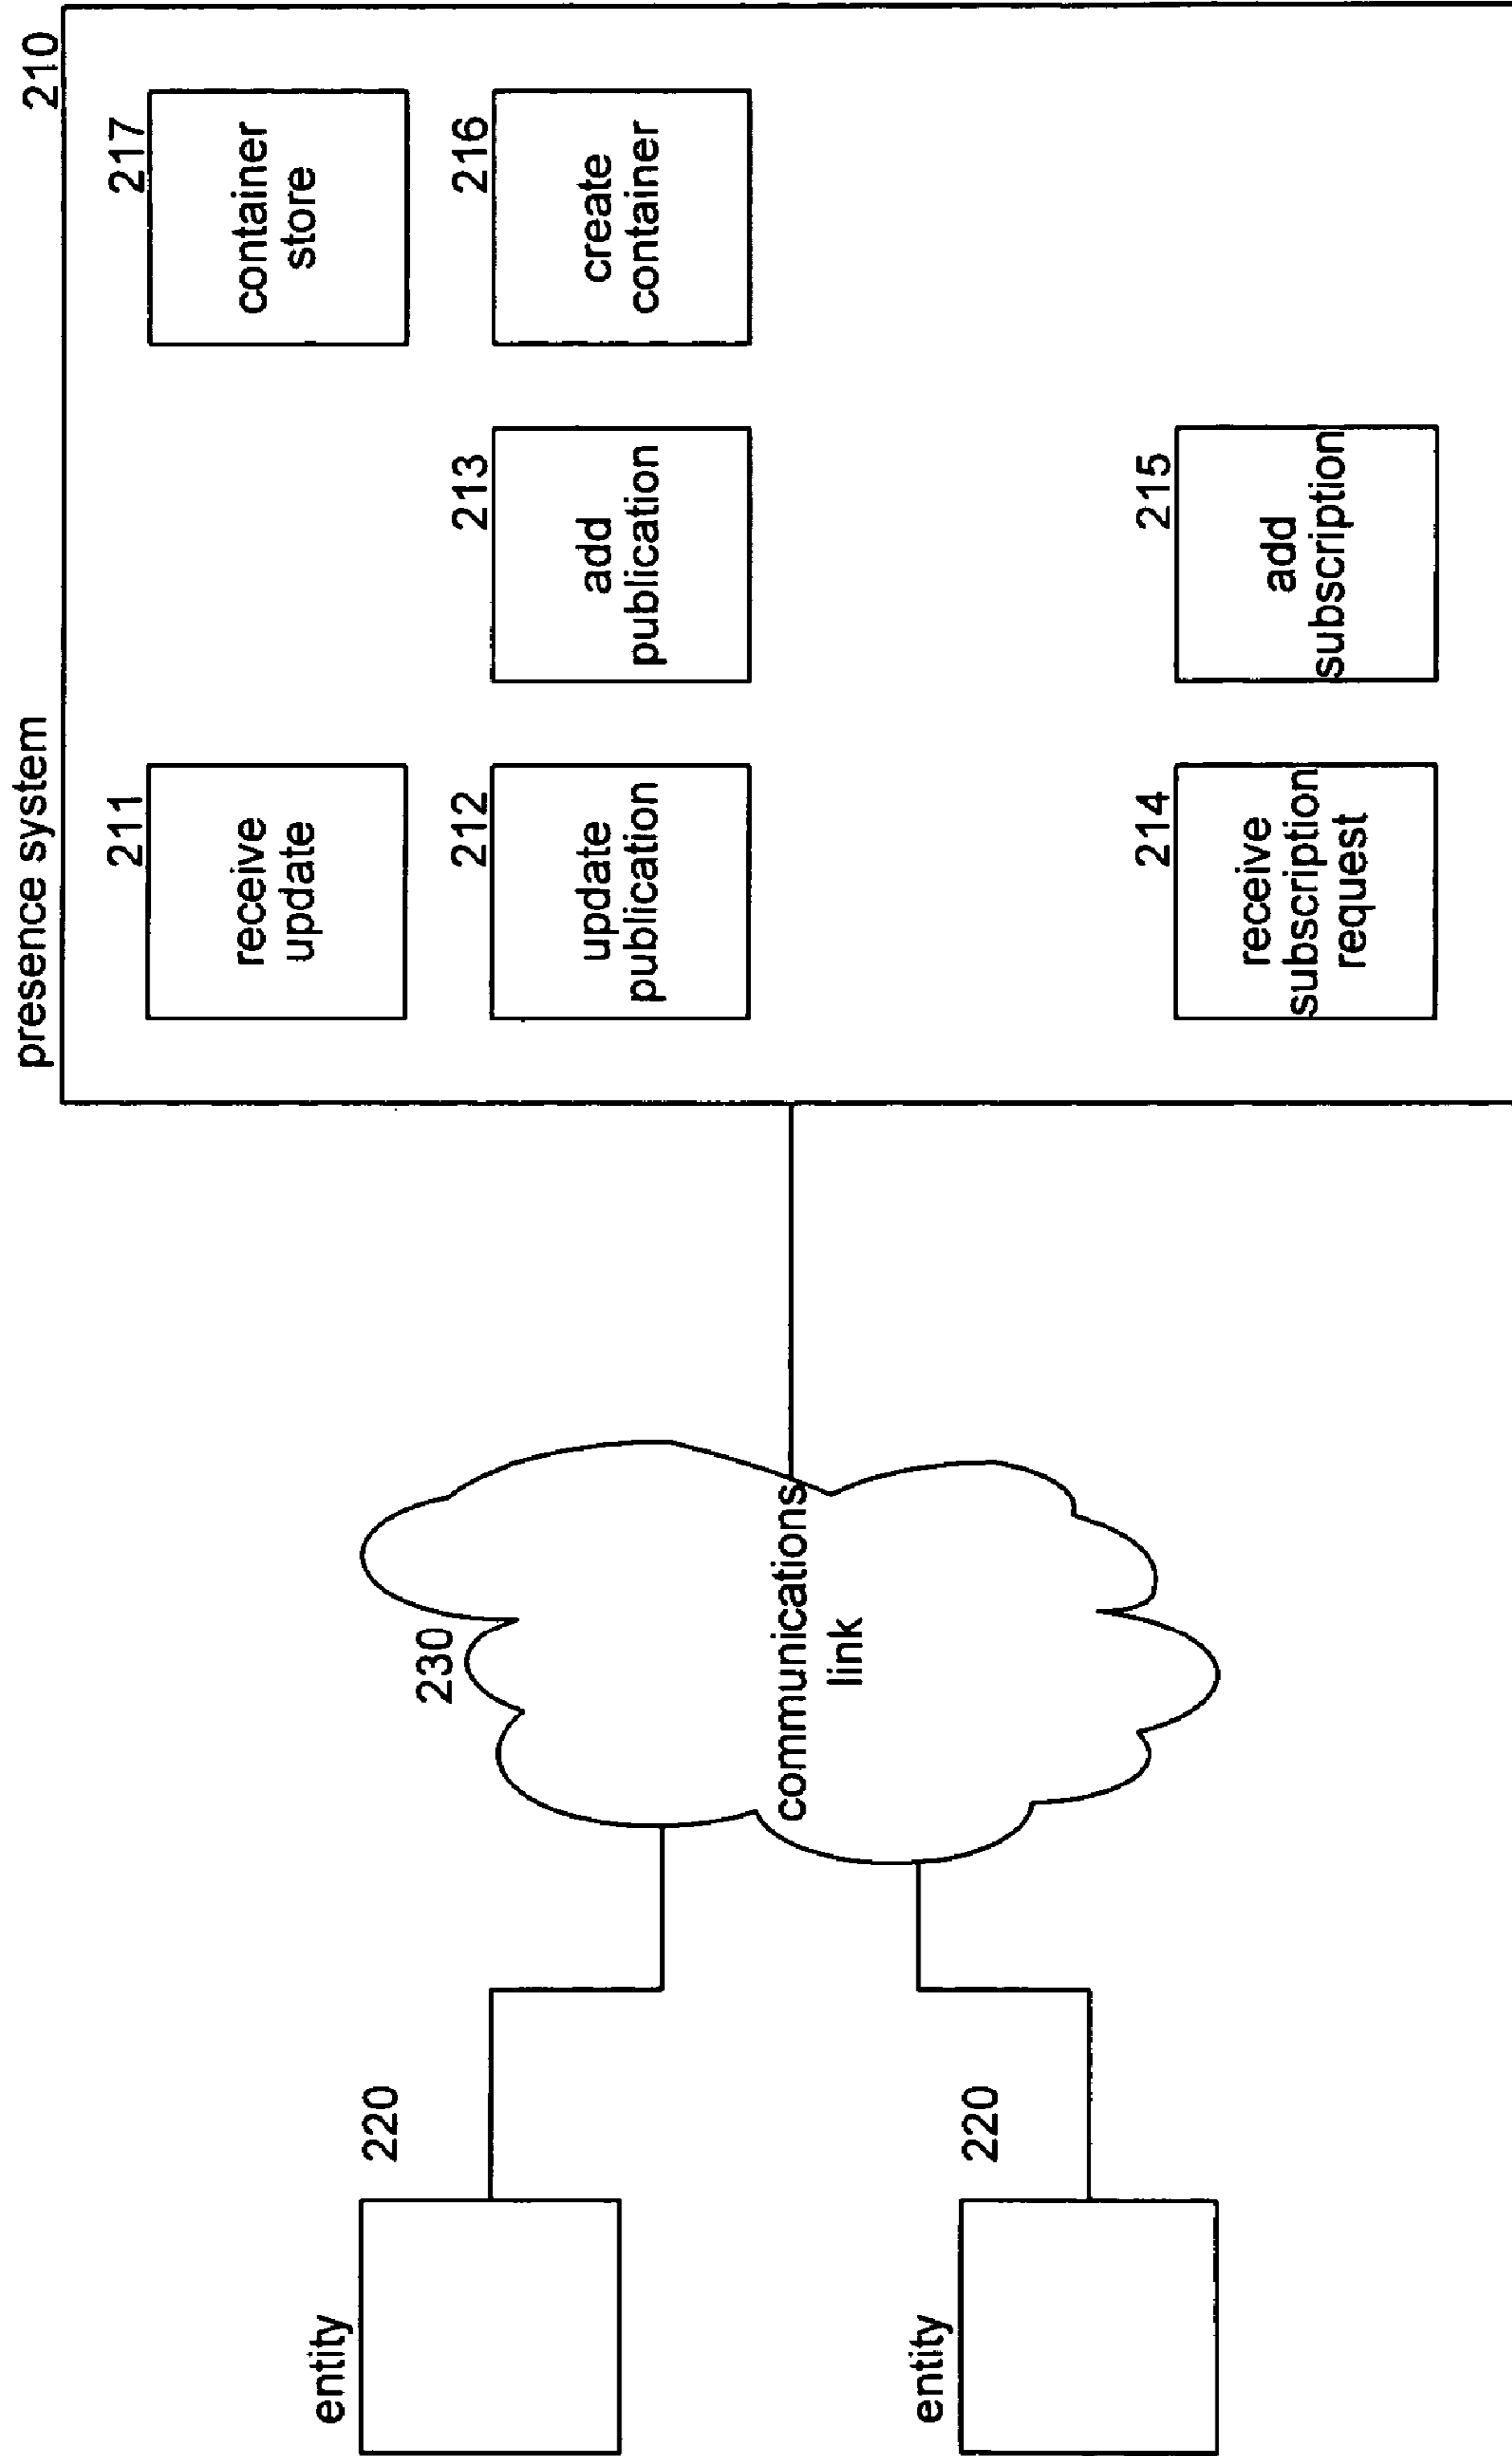 presence system
210
211
receive
update
217
container
store
212
update
publication
213
add
publication
216
create
container
214
receive
subscription
request
215
add
subscription
230
communications
link
entity
220
entity
220